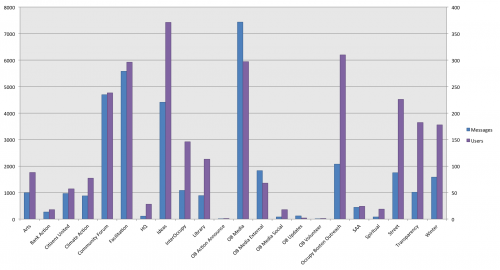 8000
7000
6000
5000
4000
3000
2000
1000
0
400
350
300
250
200
150
100
50
0
Messages
Users
Arts
Bank Action
Citizens United
Climate Action
Community Forum
Facilitation
HQ
Ideas
InterOccupy
Library
OB Action Announce
OB Media
OB Media External
OB Media Social
OB Updates
OB Volunteer
Occupy Boston Outreach
SAA
Spiritual
Street
Transparency
Winter